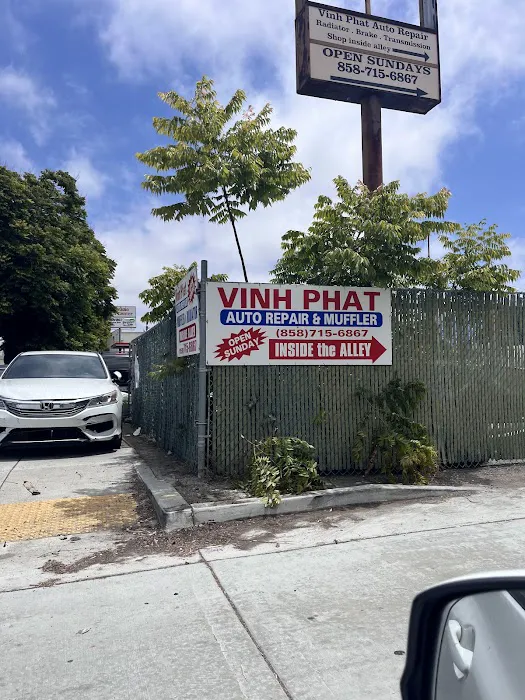 Vinh Phat Auto Repair
Radiator . Brake . Transmission
Shop inside alley
OPEN SUNDAYS
858-715-6867
VINH PHAT
AUTO REPAIR & MUFFLER
(858)715-6867
OPEN SUNDAY
INSIDE the ALLEY